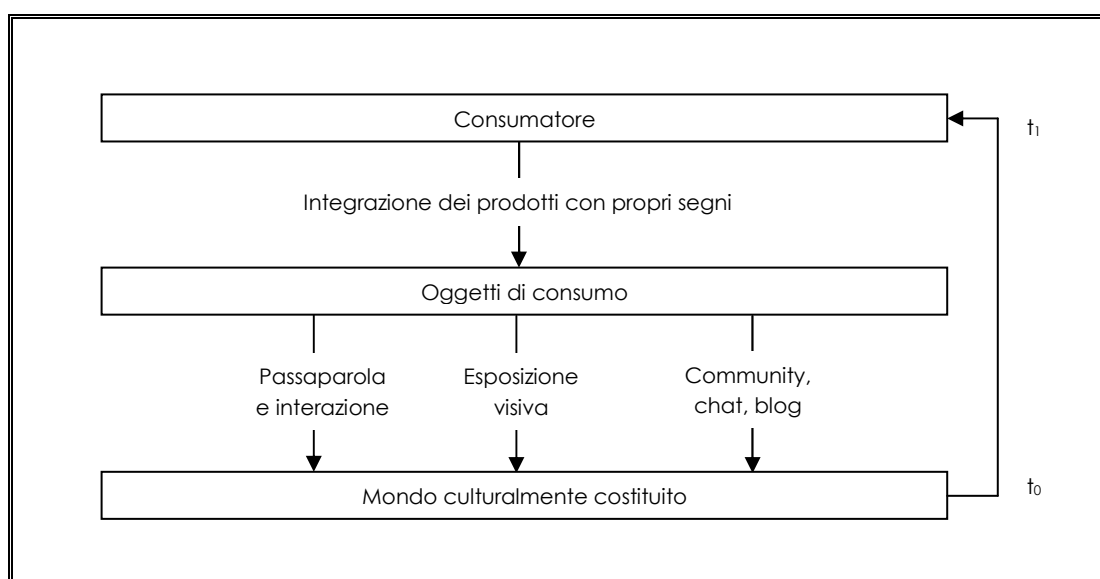 Consumatore
t₁
Integrazione dei prodotti con propri segni
Oggetti di consumo
Passaparola
e interazione
Esposizione
visiva
Community,
chat, blog
Mondo culturalmente costituito
t₀